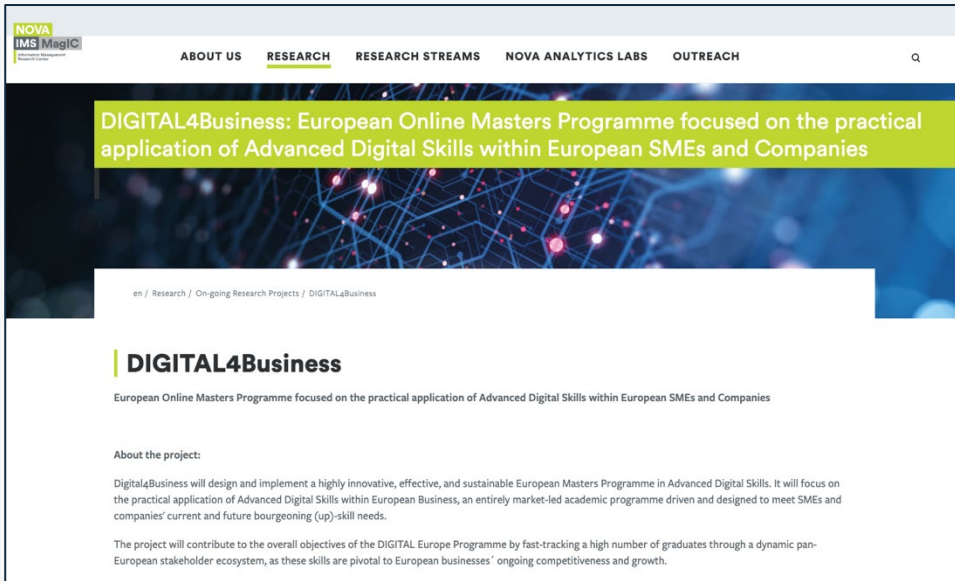 NOVA
IMS MagIC
Information Management
Research Center
ABOUT US RESEARCH RESEARCH STREAMS NOVA ANALYTICS LABS OUTREACH
DIGITAL4Business: European Online Masters Programme focused on the practical
application of Advanced Digital Skills within European SMEs and Companies
en / Research / On-going Research Projects / DIGITAL4Business
DIGITAL4Business
European Online Masters Programme focused on the practical application of Advanced Digital Skills within European SMEs and Companies
About the project:
Digital4Business will design and implement a highly innovative, effective, and sustainable European Masters Programme in Advanced Digital Skills. It will focus on
the practical application of Advanced Digital Skills within European Business, an entirely market-led academic programme driven and designed to meet SMEs and
companies' current and future bourgeoning (up)-skill needs.
The project will contribute to the overall objectives of the DIGITAL Europe Programme by fast-tracking a high number of graduates through a dynamic pan-
European stakeholder ecosystem, as these skills are pivotal to European businesses´ ongoing competitiveness and growth.